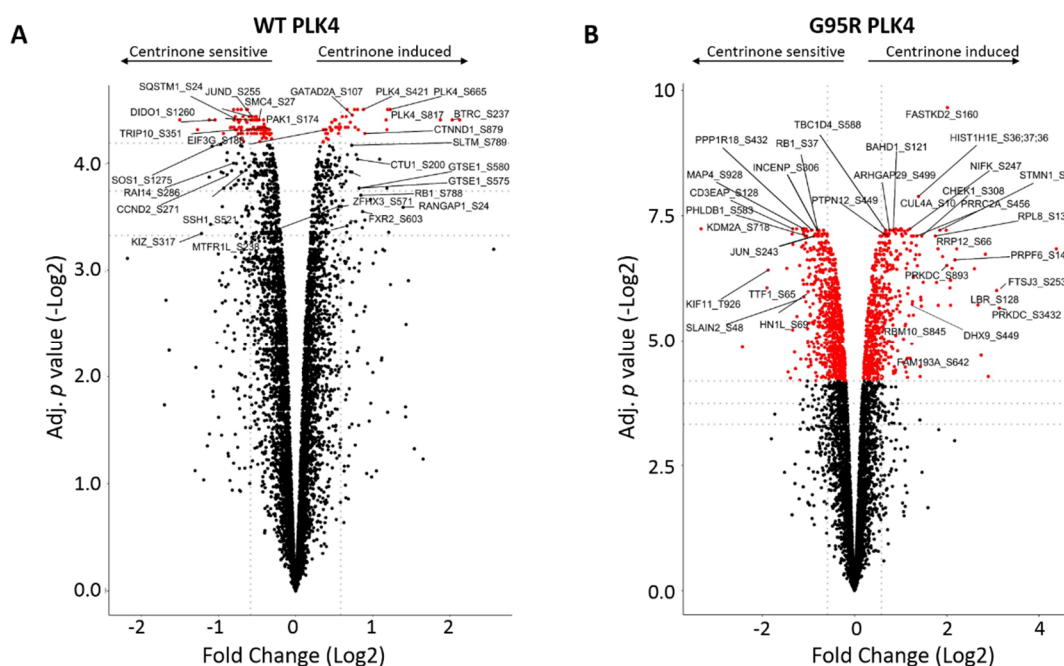 WT PLK4
A
Centrinone sensitive
Centrinone induced
SQSTM1_S24
JUND_S255
GATAD2A_S107
PLK4_S421
PLK4_S665
SMC4_S27
DIDO1_S1260
PAK1_S174
PLK4_S817
BTRC_S237
TRIP10_S351
CTNND1_S879
SLTM_S789
CTU1_S200
GTSE1_S580
SOS1_S1275
GTSE1_S575
RAI14_S286
RB1_S788
CCND2_S271
ZFHX3_S571
RANGAP1_S24
SSH1_S521
FXR2_S603
KIZ_S317
MTFR1L_S238
4.0
3.0
2.0
1.0
0.0
Adj. p value (-Log2)
-2
-1
0
1
2
Fold Change (Log2)
G95R PLK4
B
Centrinone sensitive
Centrinone induced
10
7.5
5.0
2.5
0.0
Adj. p value (-Log2)
FASTKD2_S160
TBC1D4_S588
HIST1H1E_S36;37;36
PPP1R18_S432
RB1_S37
BAHD1_S121
NIFK_S247
INCENP_S306
ARHGAP29_S499
STMN1_S
MAP4_S928
CHEK1_S308
CD3EAP_S128
PTPN12_S449
CUL4A_S10
PRRC2A_S456
PHLDB1_S583
RPL8_S13
KDM2A_S718
RRP12_S66
JUN_S243
PRPF6_S14
PRKDC_S893
FTSJ3_S253
KIF11_T926
TTF1_S65
LBR_S128
PRKDC_S3432
SLAIN2_S48
HN1L_S69
RBM10_S845
DHX9_S449
FAM193A_S642
-2
0
2
4
Fold Change (Log2)